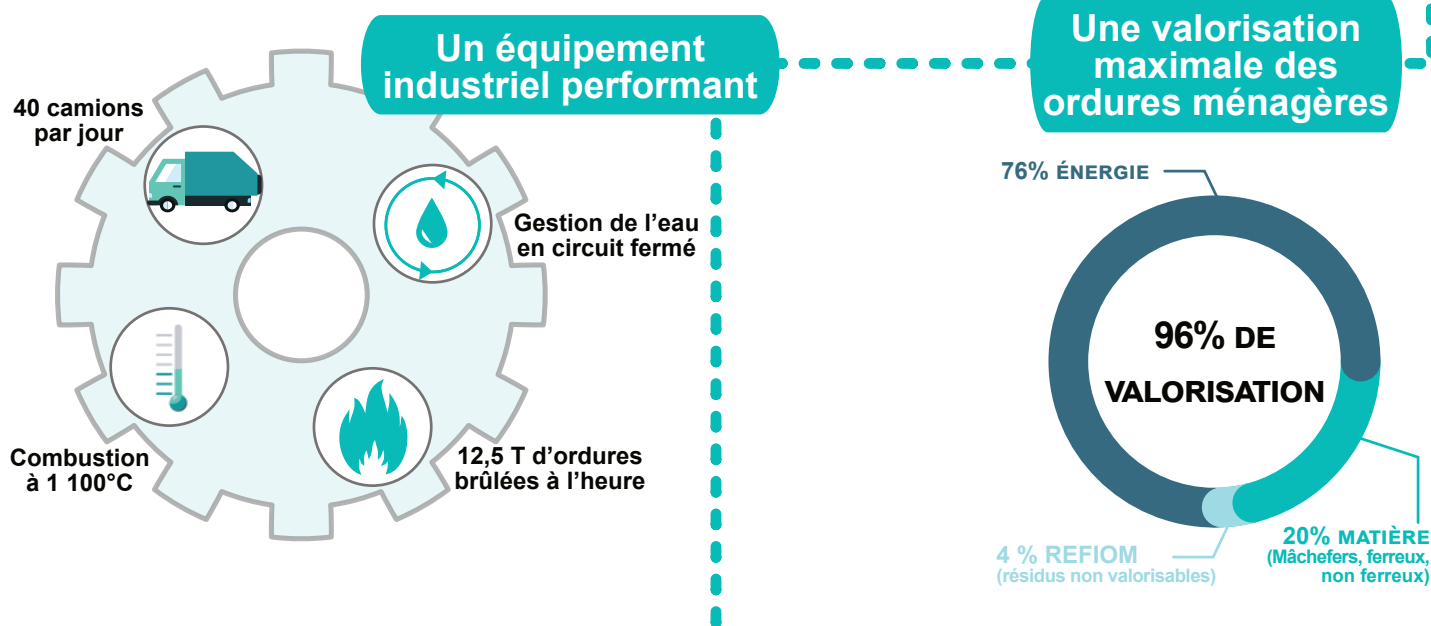 Un équipement
industriel performant
40 camions
par jour
Gestion de l'eau
en circuit fermé
Combustion
à 1 100°C
12,5 T d'ordures
brûlées à l'heure
Une valorisation
maximale des
ordures ménagères
76% ÉNERGIE
96% DE
VALORISATION
4 % REFIOM
(résidus non valorisables)
20% MATIÈRE
(Mâchefers, ferreux,
non ferreux)